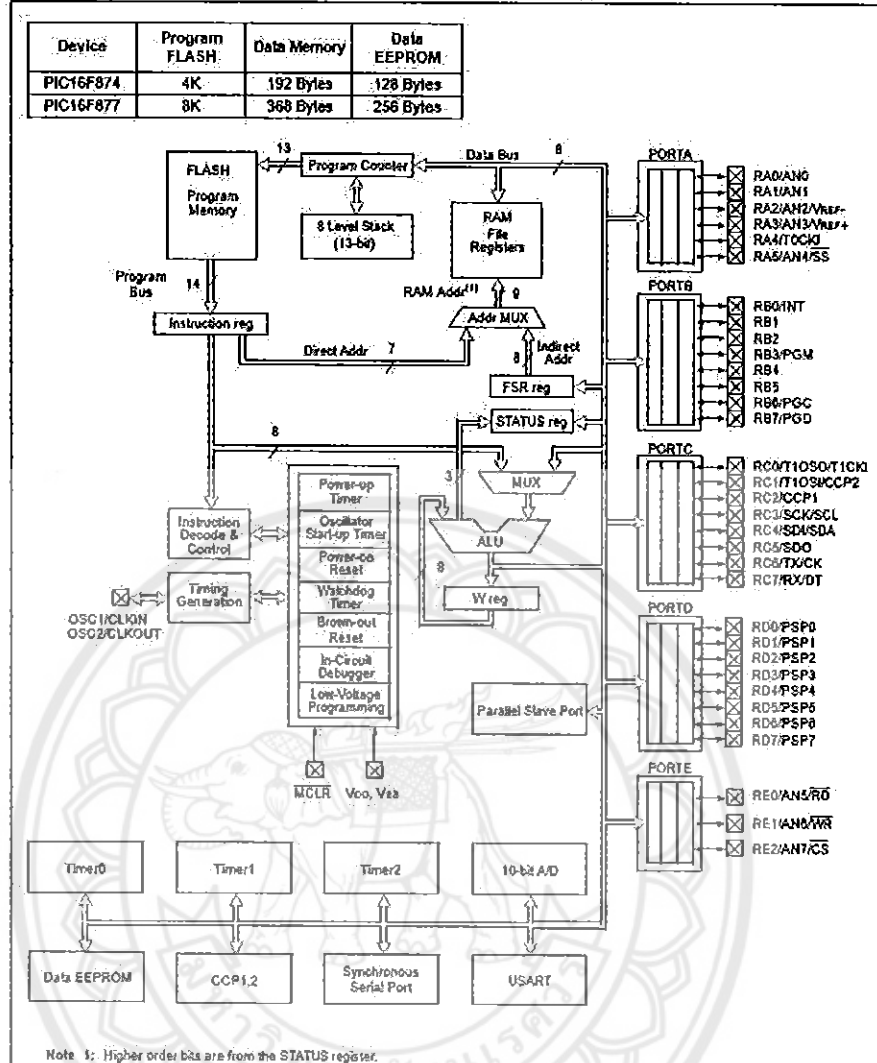 Device Program FLASH Data Memory Data EEPROM
PIC16F874 4K 192 Bytes 128 Bytes
PIC16F877 8K 368 Bytes 256 Bytes
13
Program Counter
Data Bus
8
PORTA
FLASH
Program
Memory
8 Level Stack
(13-bit)
RAM
File
Registers
RA0/AN0
RA1/AN1
RA2/AN2/VREF-
RA3/AN3/VREF+
RA4/T0CKI
RA5/AN4/SS
Program
Bus
14
RAM Addr(1)
9
PORTB
Instruction reg
Addr MUX
Direct Addr
7
8
Indirect
Addr
FSR reg
STATUS reg
RB0/INT
RB1
RB2
RB3/PGM
RB4
RB5
RB6/PGC
RB7/PGD
8
PORTC
3
MUX
Power-up
Timer
Oscillator
Start-up Timer
Power-on
Reset
Watchdog
Timer
Brown-out
Reset
In-Circuit
Debugger
Low-Voltage
Programming
Instruction
Decode &
Control
ALU
8
W reg
Timing
Generation
OSC1/CLKIN
OSC2/CLKOUT
RC0/T1OSO/T1CKI
RC1/T1OSI/CCP2
RC2/CCP1
RC3/SCK/SCL
RC4/SDI/SDA
RC5/SDO
RC6/TX/CK
RC7/RX/DT
PORTD
RD0/PSP0
RD1/PSP1
RD2/PSP2
RD3/PSP3
RD4/PSP4
RD5/PSP5
RD6/PSP6
RD7/PSP7
Parallel Slave Port
MCLR
VDD, VSS
PORTE
RE0/AN5/RD
RE1/AN6/WR
RE2/AN7/CS
Timer0
Timer1
Timer2
10-bit A/D
Data EEPROM
CCP1,2
Synchronous
Serial Port
USART
Note 1: Higher order bits are from the STATUS register.